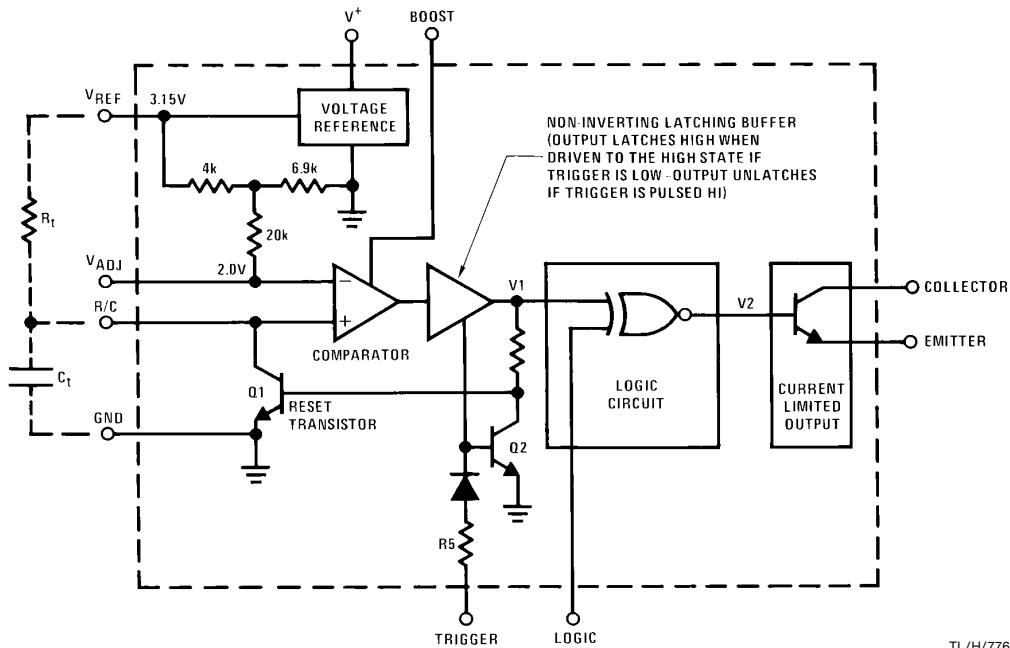 V+
BOOST
VREF
3.15V
VOLTAGE
REFERENCE
NON-INVERTING LATCHING BUFFER
(OUTPUT LATCHES HIGH WHEN
DRIVEN TO THE HIGH STATE IF
TRIGGER IS LOW-OUTPUT UNLATCHES
IF TRIGGER IS PULSED HI)
4k
6.9k
Rt
20k
VADJ
2.0V
R/C
−
+
COMPARATOR
V1
V2
COLLECTOR
EMITTER
Ct
Q1
RESET
TRANSISTOR
LOGIC
CIRCUIT
CURRENT
LIMITED
OUTPUT
GND
Q2
R5
TRIGGER
LOGIC
TL/H/776